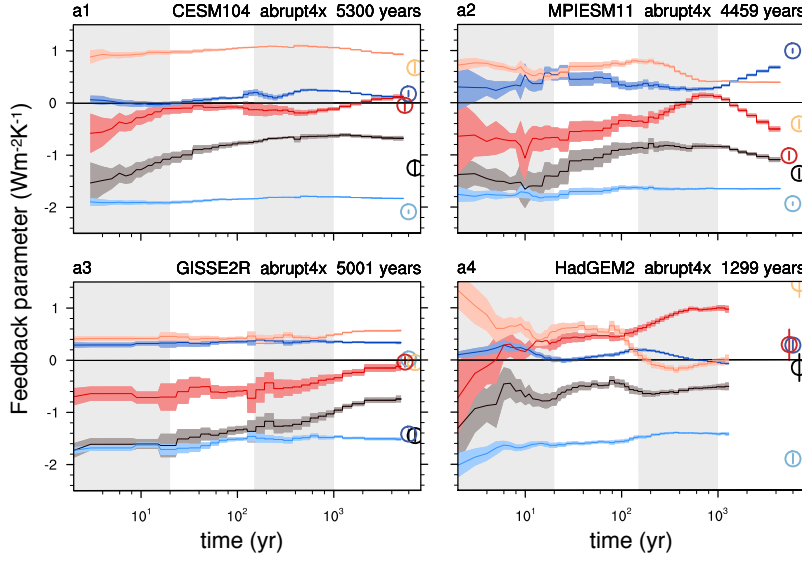 a1 CESM104 abrupt4x 5300 years
a2 MPIESM11 abrupt4x 4459 years
1
0
-1
-2
a3 GISSE2R abrupt4x 5001 years
a4 HadGEM2 abrupt4x 1299 years
1
0
-1
-2
Feedback parameter (Wm⁻²K⁻¹)
10¹ 10² 10³
10¹ 10² 10³
time (yr)
time (yr)